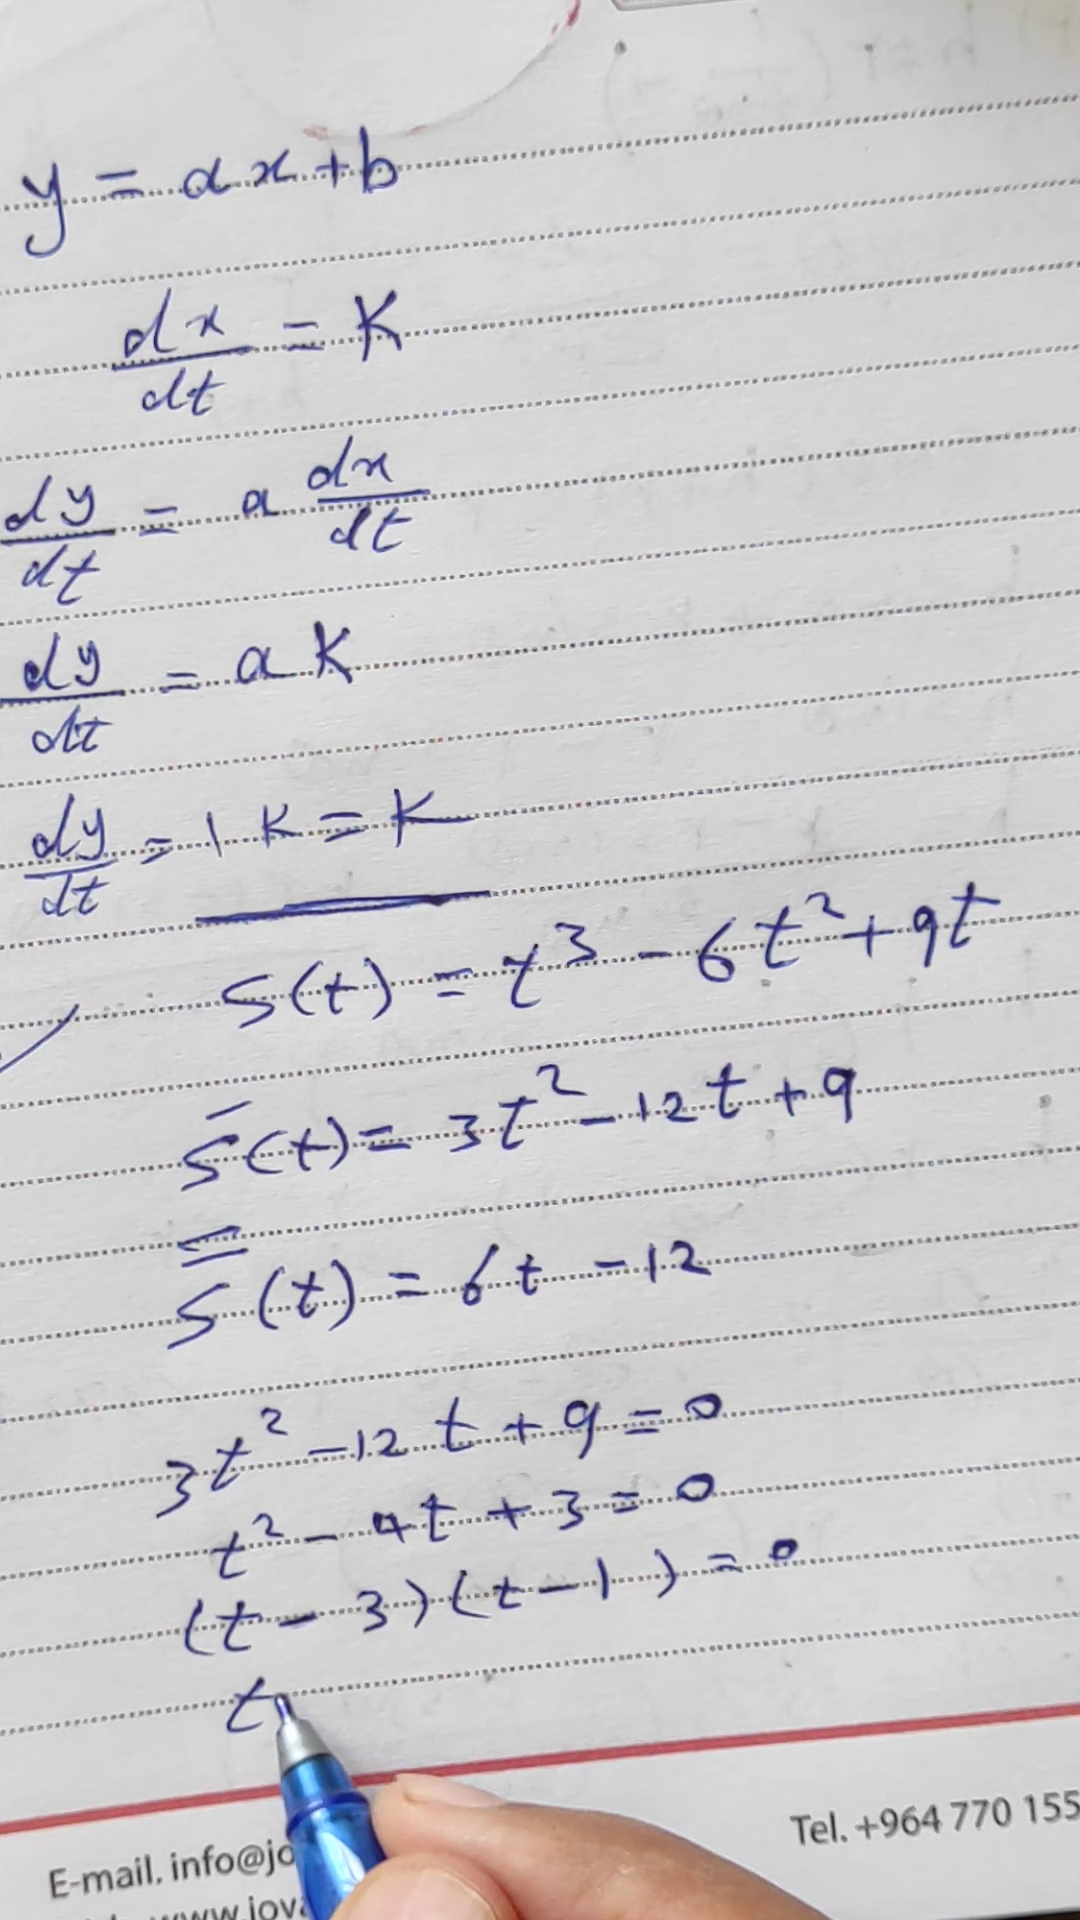 y = ax+b
dx/dt = K
dy/dt = a dx/dt
dy/dt = a K
dy/dt = 1 K = K
S(t) = t³ - 6t² + 9t
S̄(t) = 3t² - 12t + 9
S̿(t) = 6t - 12
3t² - 12t + 9 = 0
t² - 4t + 3 = 0
(t - 3)(t - 1) = 0
t
Tel. +964 770 155
E-mail. info@jo
www.jova